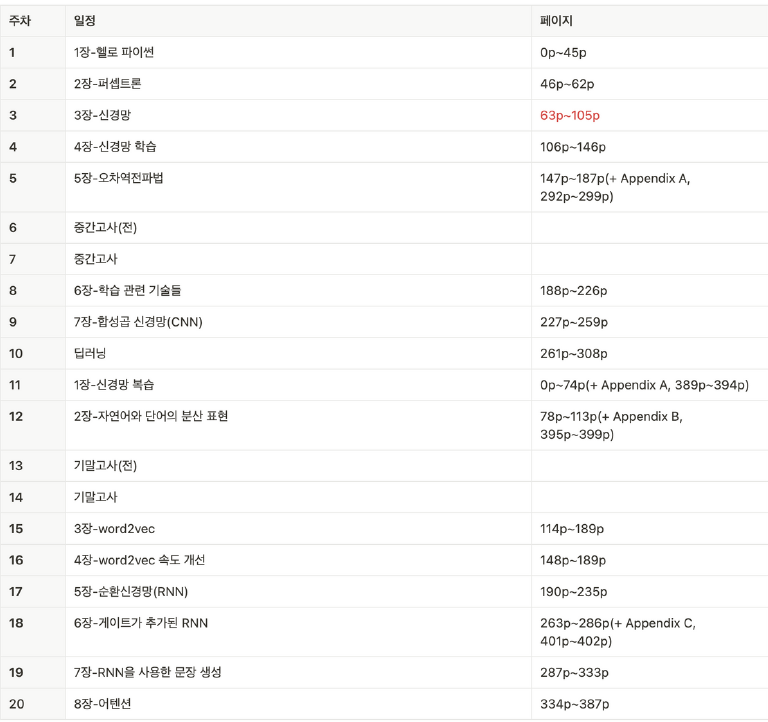 주차 일정 페이지
1 1장-헬로 파이썬 0p~45p
2 2장-퍼셉트론 46p~62p
3 3장-신경망 63p~105p
4 4장-신경망 학습 106p~146p
5 5장-오차역전파법 147p~187p(+ Appendix A,
292p~299p)
6 중간고사(전)
7 중간고사
8 6장-학습 관련 기술들 188p~226p
9 7장-합성곱 신경망(CNN) 227p~259p
10 딥러닝 261p~308p
11 1장-신경망 복습 0p~74p(+ Appendix A, 389p~394p)
12 2장-자연어와 단어의 분산 표현 78p~113p(+ Appendix B,
395p~399p)
13 기말고사(전)
14 기말고사
15 3장-word2vec 114p~189p
16 4장-word2vec 속도 개선 148p~189p
17 5장-순환신경망(RNN) 190p~235p
18 6장-게이트가 추가된 RNN 263p~286p(+ Appendix C,
401p~402p)
19 7장-RNN을 사용한 문장 생성 287p~333p
20 8장-어텐션 334p~387p